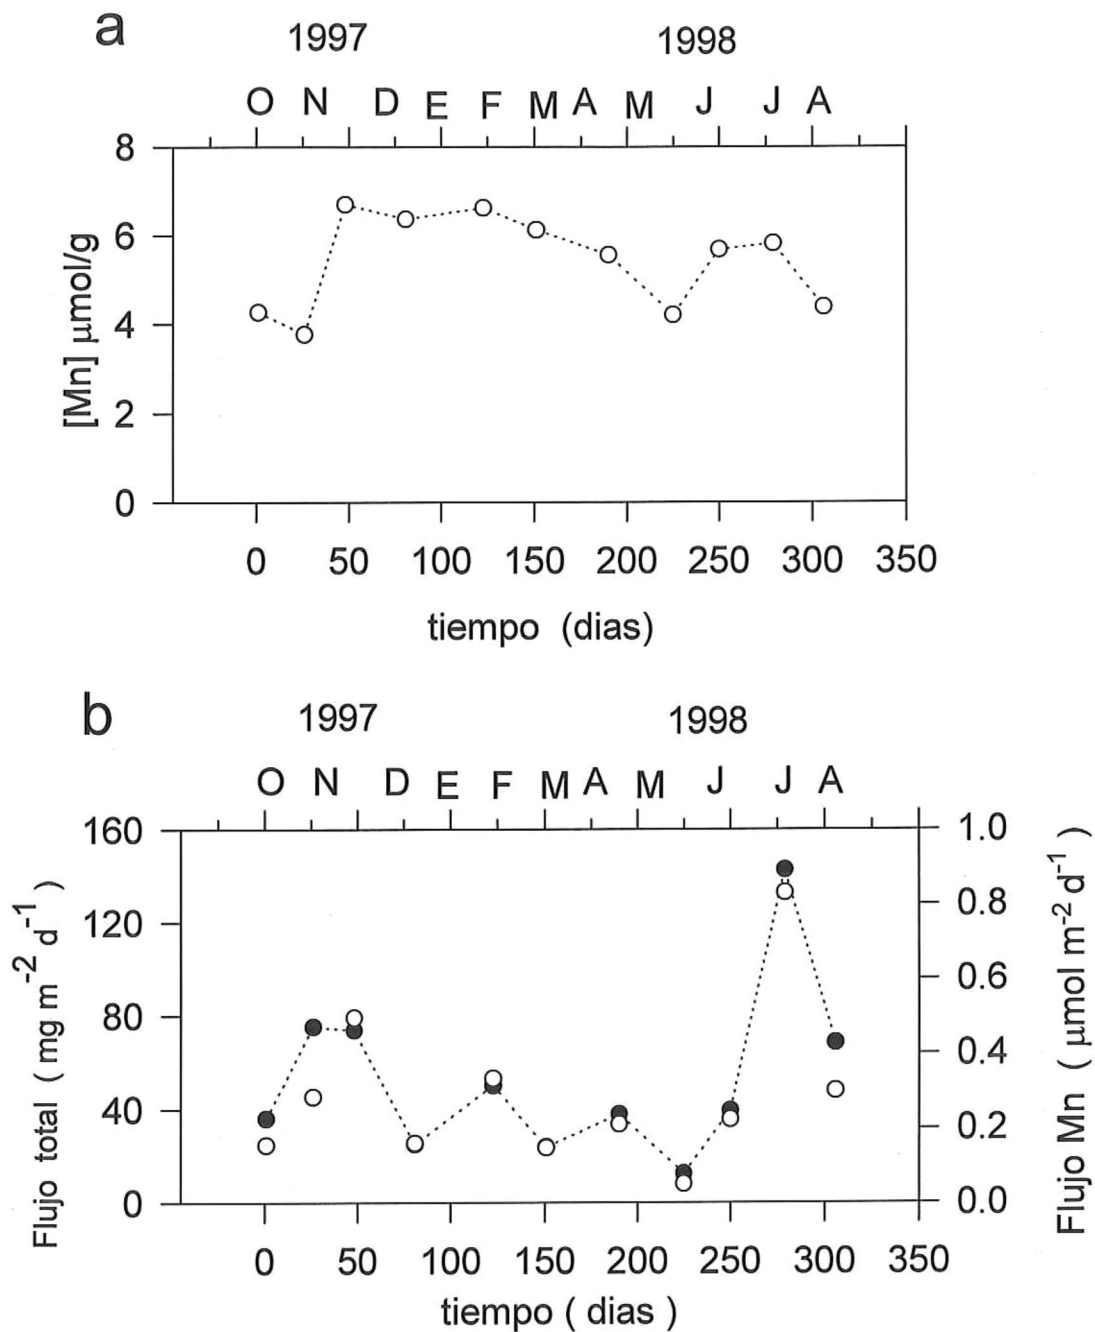 a
1997 1998
O N D E F M A M J J A
8
6
4
2
0
[Mn] μmol/g
0 50 100 150 200 250 300 350
tiempo (dias)
b
1997 1998
O N D E F M A M J J A
160
120
80
40
0
Flujo total ( mg m-2 d-1 )
1.0
0.8
0.6
0.4
0.2
0.0
Flujo Mn ( μmol m-2 d-1 )
0 50 100 150 200 250 300 350
tiempo ( dias )